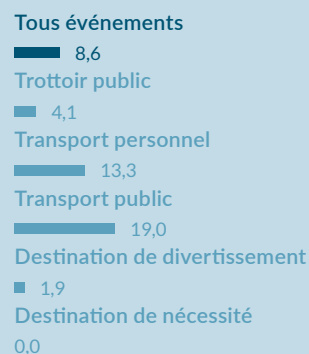 Tous événements
8,6
Trottoir public
4,1
Transport personnel
13,3
Transport public
19,0
Destination de divertissement
1,9
Destination de nécessité
0,0